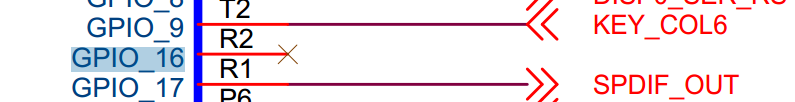 T2
GPIO_9 KEY_COL6
R2
GPIO_16
R1
GPIO_17 SPDIF_OUT